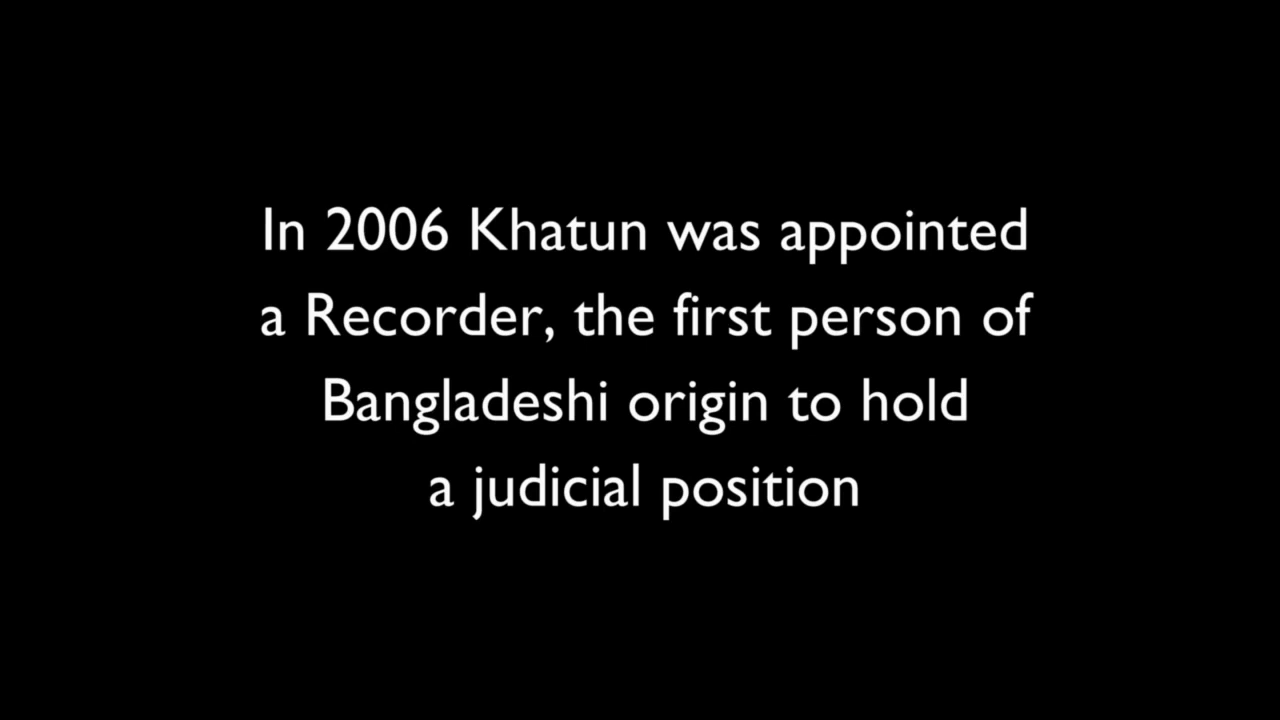 In 2006 Khatun was appointed
a Recorder, the first person of
Bangladeshi origin to hold
a judicial position